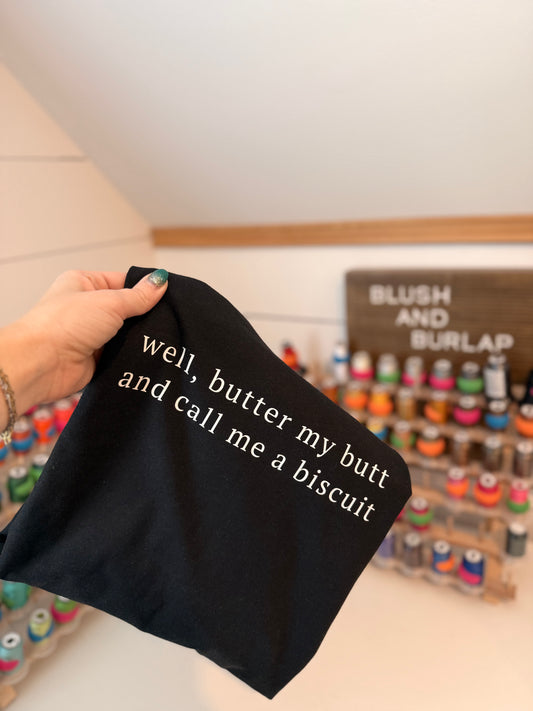 BLUSH
AND
BURLAP
well, butter my butt
and call me a biscuit